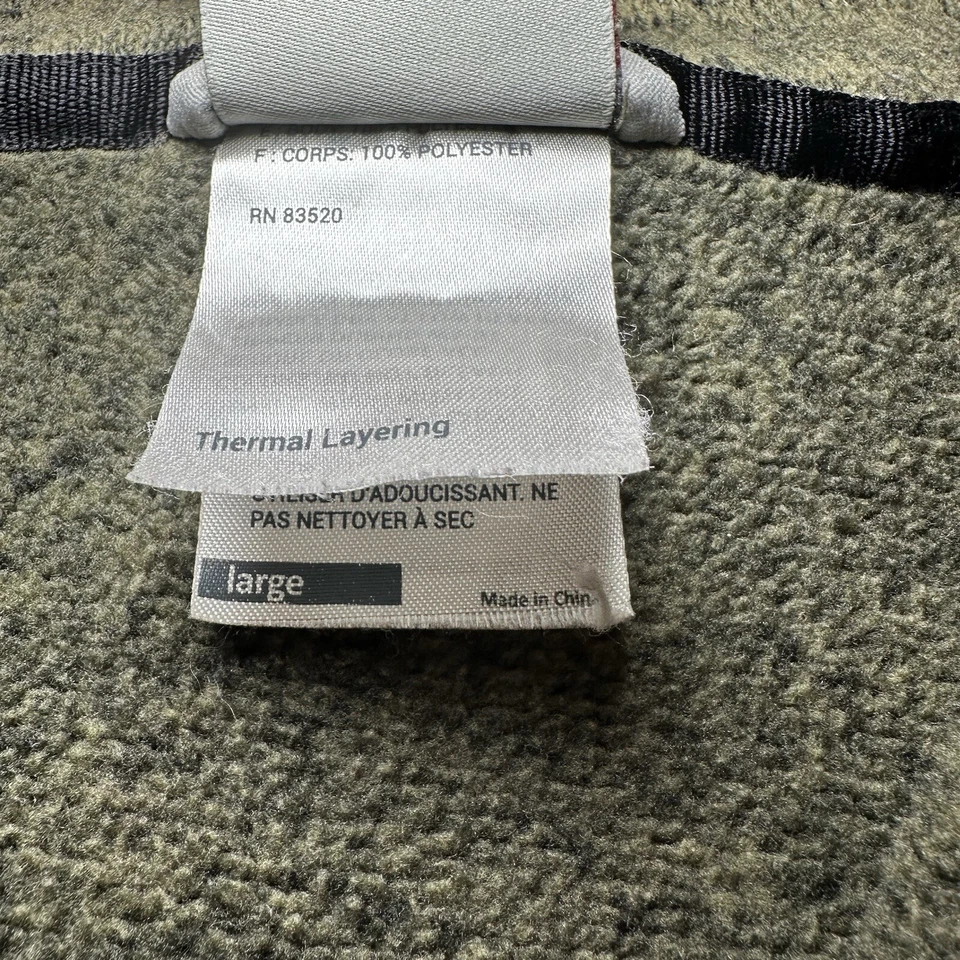 F: CORPS: 100% POLYESTER
RN 83520
Thermal Layering
UTILISER D'ADOUCISSANT. NE
PAS NETTOYER À SEC
large
Made in Chin